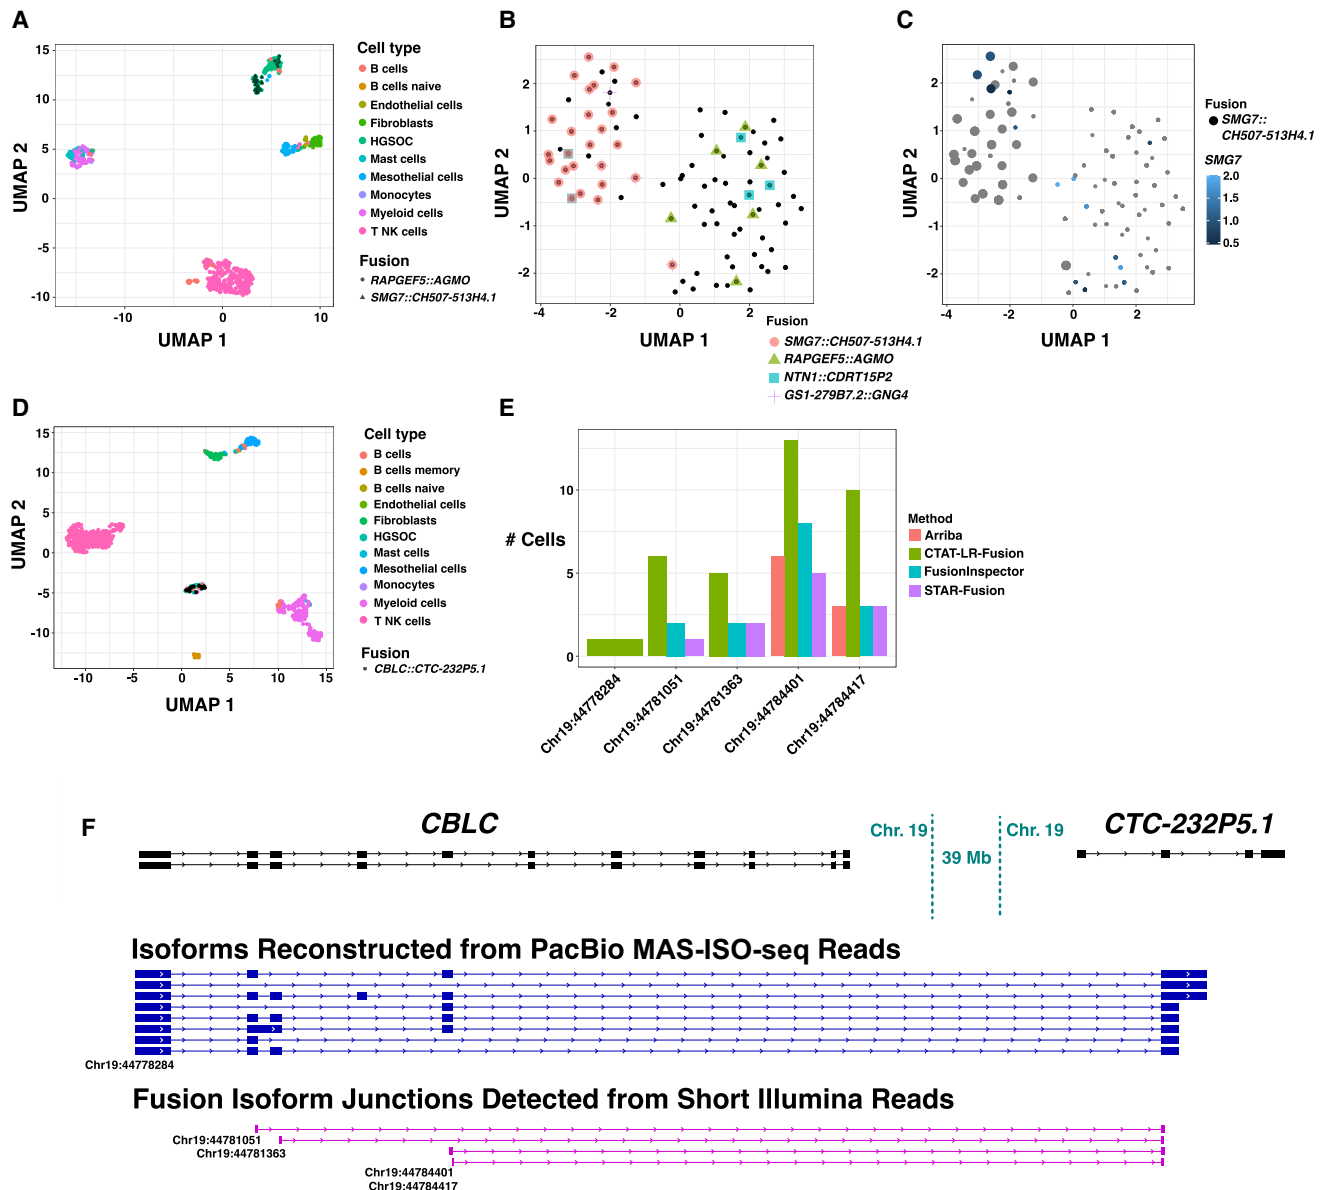 A
15
10
5
0
-5
-10
-10
0
10
UMAP 2
UMAP 1
Cell type
B cells
B cells naive
Endothelial cells
Fibroblasts
HGSOC
Mast cells
Mesothelial cells
Monocytes
Myeloid cells
T NK cells
Fusion
RAPGEF5::AGMO
SMG7::CH507-513H4.1
B
2
1
0
-1
-2
-4
-2
0
2
UMAP 2
UMAP 1
Fusion
SMG7::CH507-513H4.1
RAPGEF5::AGMO
NTN1::CDRT15P2
GS1-279B7.2::GNG4
C
2
1
0
-1
-2
-4
-2
0
2
4
UMAP 2
UMAP 1
Fusion
SMG7::
CH507-513H4.1
SMG7
2.0
1.5
1.0
0.5
D
15
10
5
0
-5
-10
-10
-5
0
5
10
15
UMAP 2
UMAP 1
Cell type
B cells
B cells memory
B cells naive
Endothelial cells
Fibroblasts
HGSOC
Mast cells
Mesothelial cells
Monocytes
Myeloid cells
T NK cells
Fusion
CBLC::CTC-232P5.1
E
10
5
0
# Cells
Chr19:44778284
Chr19:44781051
Chr19:44781363
Chr19:44784401
Chr19:44784417
Method
Arriba
CTAT-LR-Fusion
FusionInspector
STAR-Fusion
F
CBLC
Chr. 19
39 Mb
Chr. 19
CTC-232P5.1
Isoforms Reconstructed from PacBio MAS-ISO-seq Reads
Chr19:44778284
Fusion Isoform Junctions Detected from Short Illumina Reads
Chr19:44781051
Chr19:44781363
Chr19:44784401
Chr19:44784417